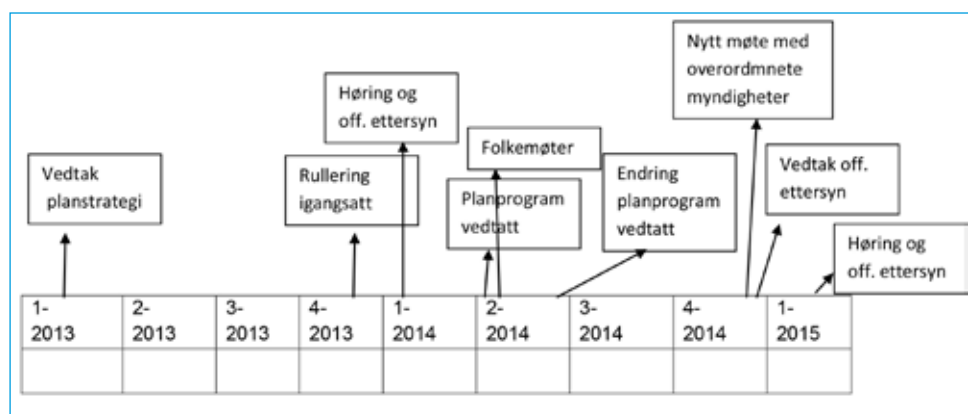 Nytt møte med
overordmnete
myndigheter
Høring og
off. ettersyn
Folkemøter
Vedtak
planstrategi
Rullering
igangsatt
Planprogram
vedtatt
Endring
planprogram
vedtatt
Vedtak off.
ettersyn
Høring og
off. ettersyn
1-
2013
2-
2013
3-
2013
4-
2013
1-
2014
2-
2014
3-
2014
4-
2014
1-
2015